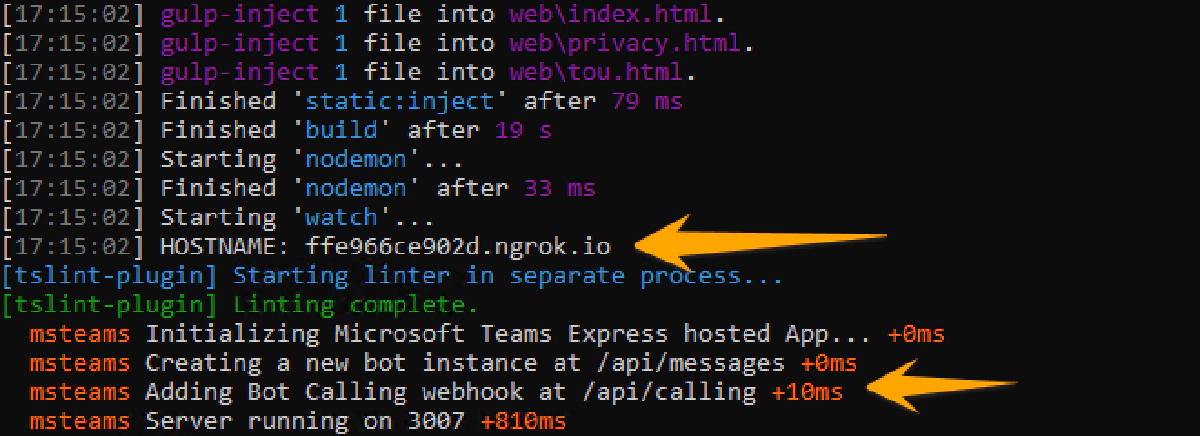 [17:15:02] gulp-inject 1 file into web\index.html.
[17:15:02] gulp-inject 1 file into web\privacy.html.
[17:15:02] gulp-inject 1 file into web\tou.html.
[17:15:02] Finished 'static:inject' after 79 ms
[17:15:02] Finished 'build' after 19 s
[17:15:02] Starting 'nodemon'...
[17:15:02] Finished 'nodemon' after 33 ms
[17:15:02] Starting 'watch'...
[17:15:02] HOSTNAME: ffe966ce902d.ngrok.io
[tslint-plugin] Starting linter in separate process...
[tslint-plugin] Linting complete.
msteams Initializing Microsoft Teams Express hosted App... +0ms
msteams Creating a new bot instance at /api/messages +0ms
msteams Adding Bot Calling webhook at /api/calling +10ms
msteams Server running on 3007 +810ms